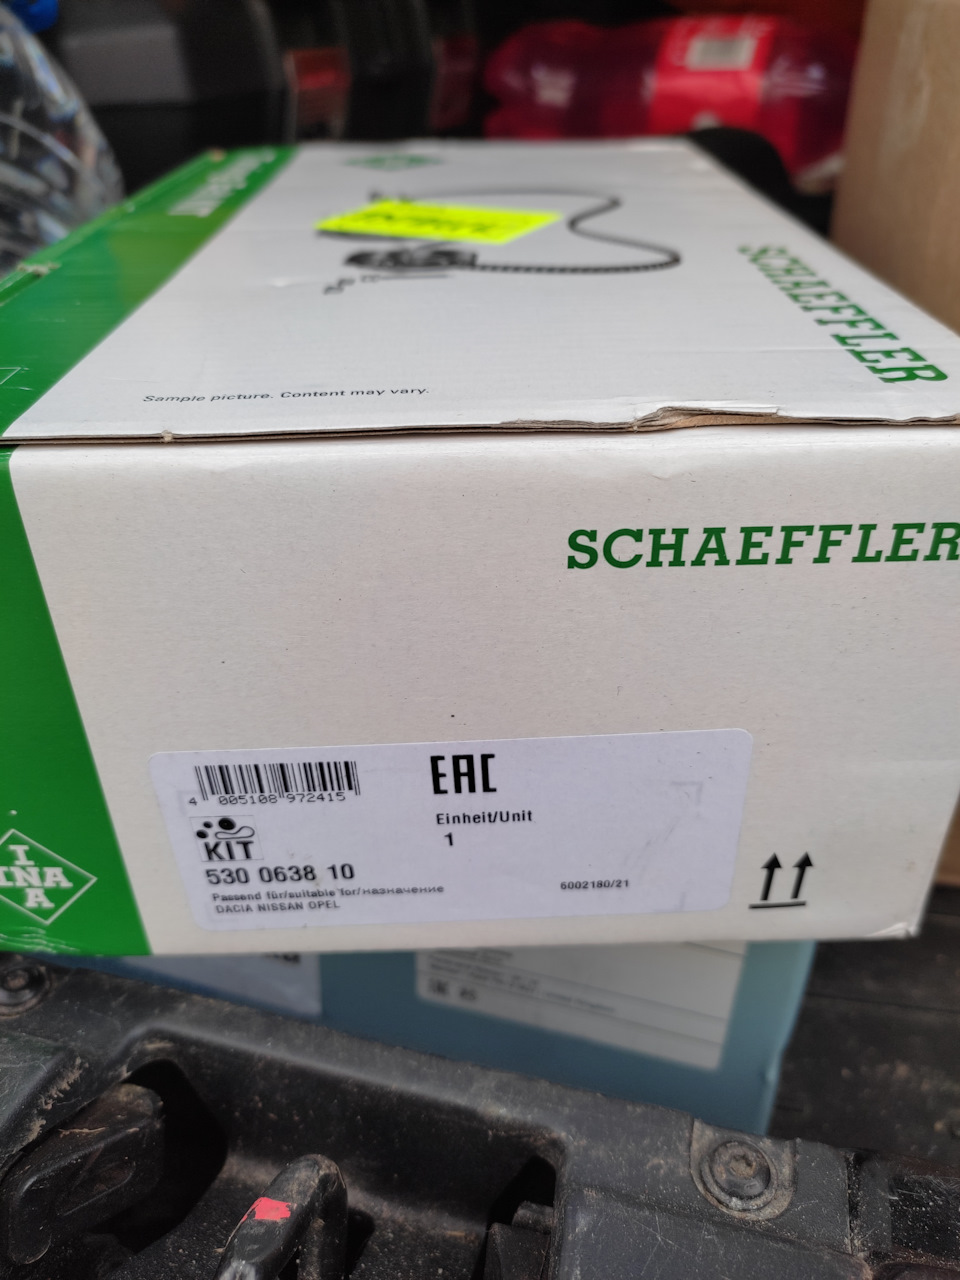 SCHAEFFLER
Sample picture. Content may vary.
SCHAEFFLER
EAC
4 005108 972415
Einheit/Unit
1
KIT
530 0638 10
Passend für/suitable for/назначение
DACIA NISSAN OPEL
6002180/21
INA
INA